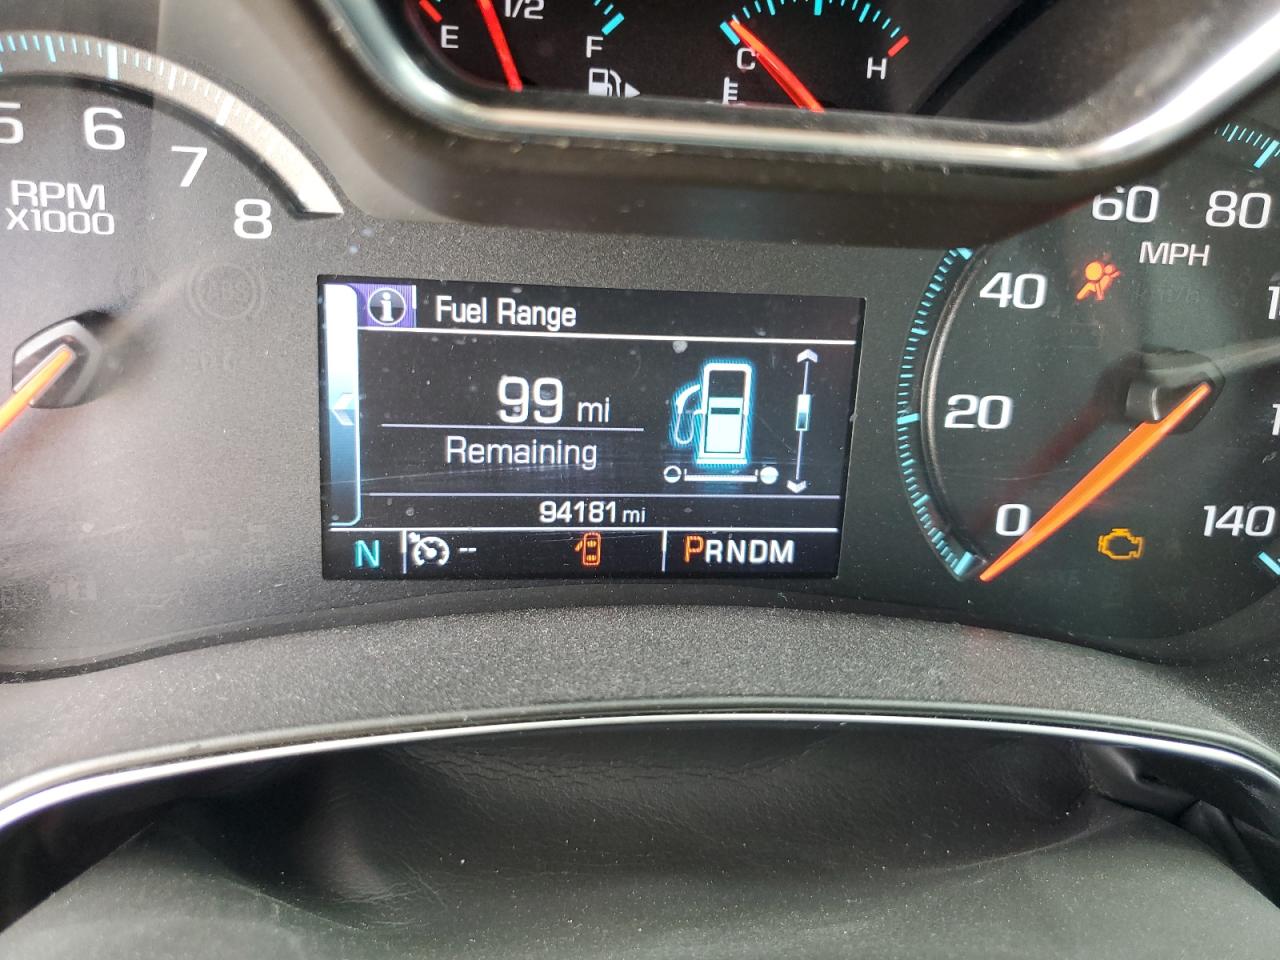 E
1/2
F
C
H
5
6
7
8
RPM
X1000
60
80
MPH
40
20
0
140
Fuel Range
99 mi
Remaining
94181 mi
N
--
PRNDM